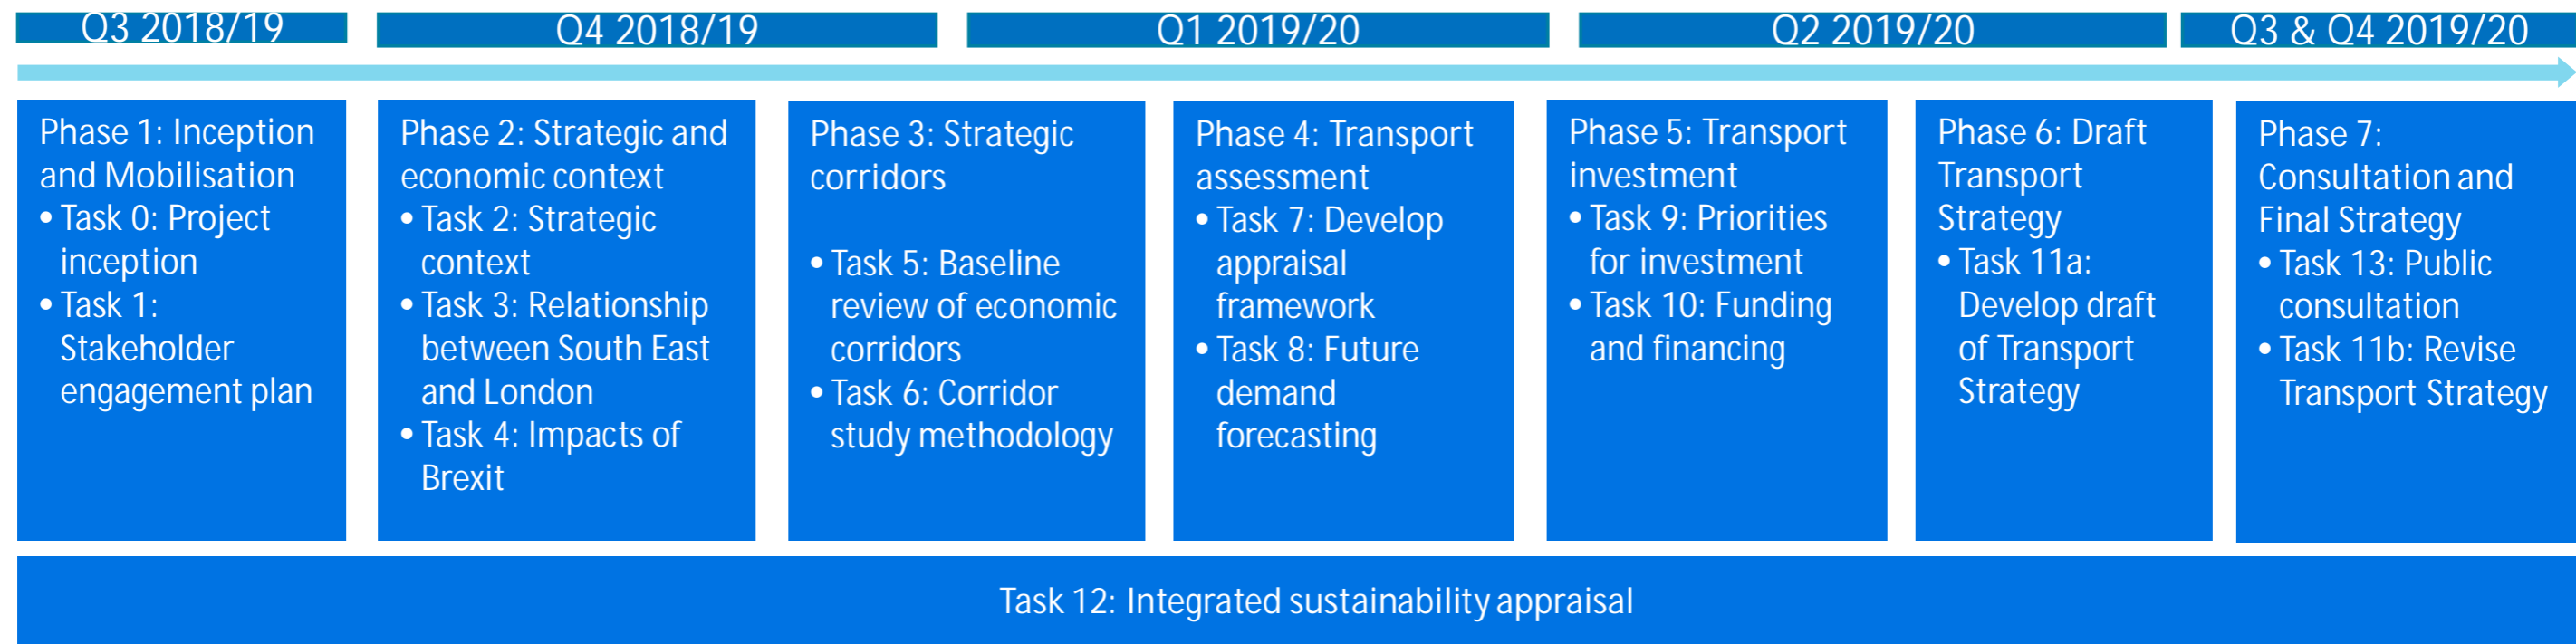 Q3 2018/19
Q4 2018/19
Q1 2019/20
Q2 2019/20
Q3 & Q4 2019/20
Phase 1: Inception
and Mobilisation
• Task 0: Project
inception
• Task 1:
Stakeholder
engagement plan
Phase 2: Strategic and
economic context
• Task 2: Strategic
context
• Task 3: Relationship
between South East
and London
• Task 4: Impacts of
Brexit
Phase 3: Strategic
corridors
• Task 5: Baseline
review of economic
corridors
• Task 6: Corridor
study methodology
Phase 4: Transport
assessment
• Task 7: Develop
appraisal
framework
• Task 8: Future
demand
forecasting
Phase 5: Transport
investment
• Task 9: Priorities
for investment
• Task 10: Funding
and financing
Phase 6: Draft
Transport
Strategy
• Task 11a:
Develop draft
of Transport
Strategy
Phase 7:
Consultation and
Final Strategy
• Task 13: Public
consultation
• Task 11b: Revise
Transport Strategy
Task 12: Integrated sustainability appraisal